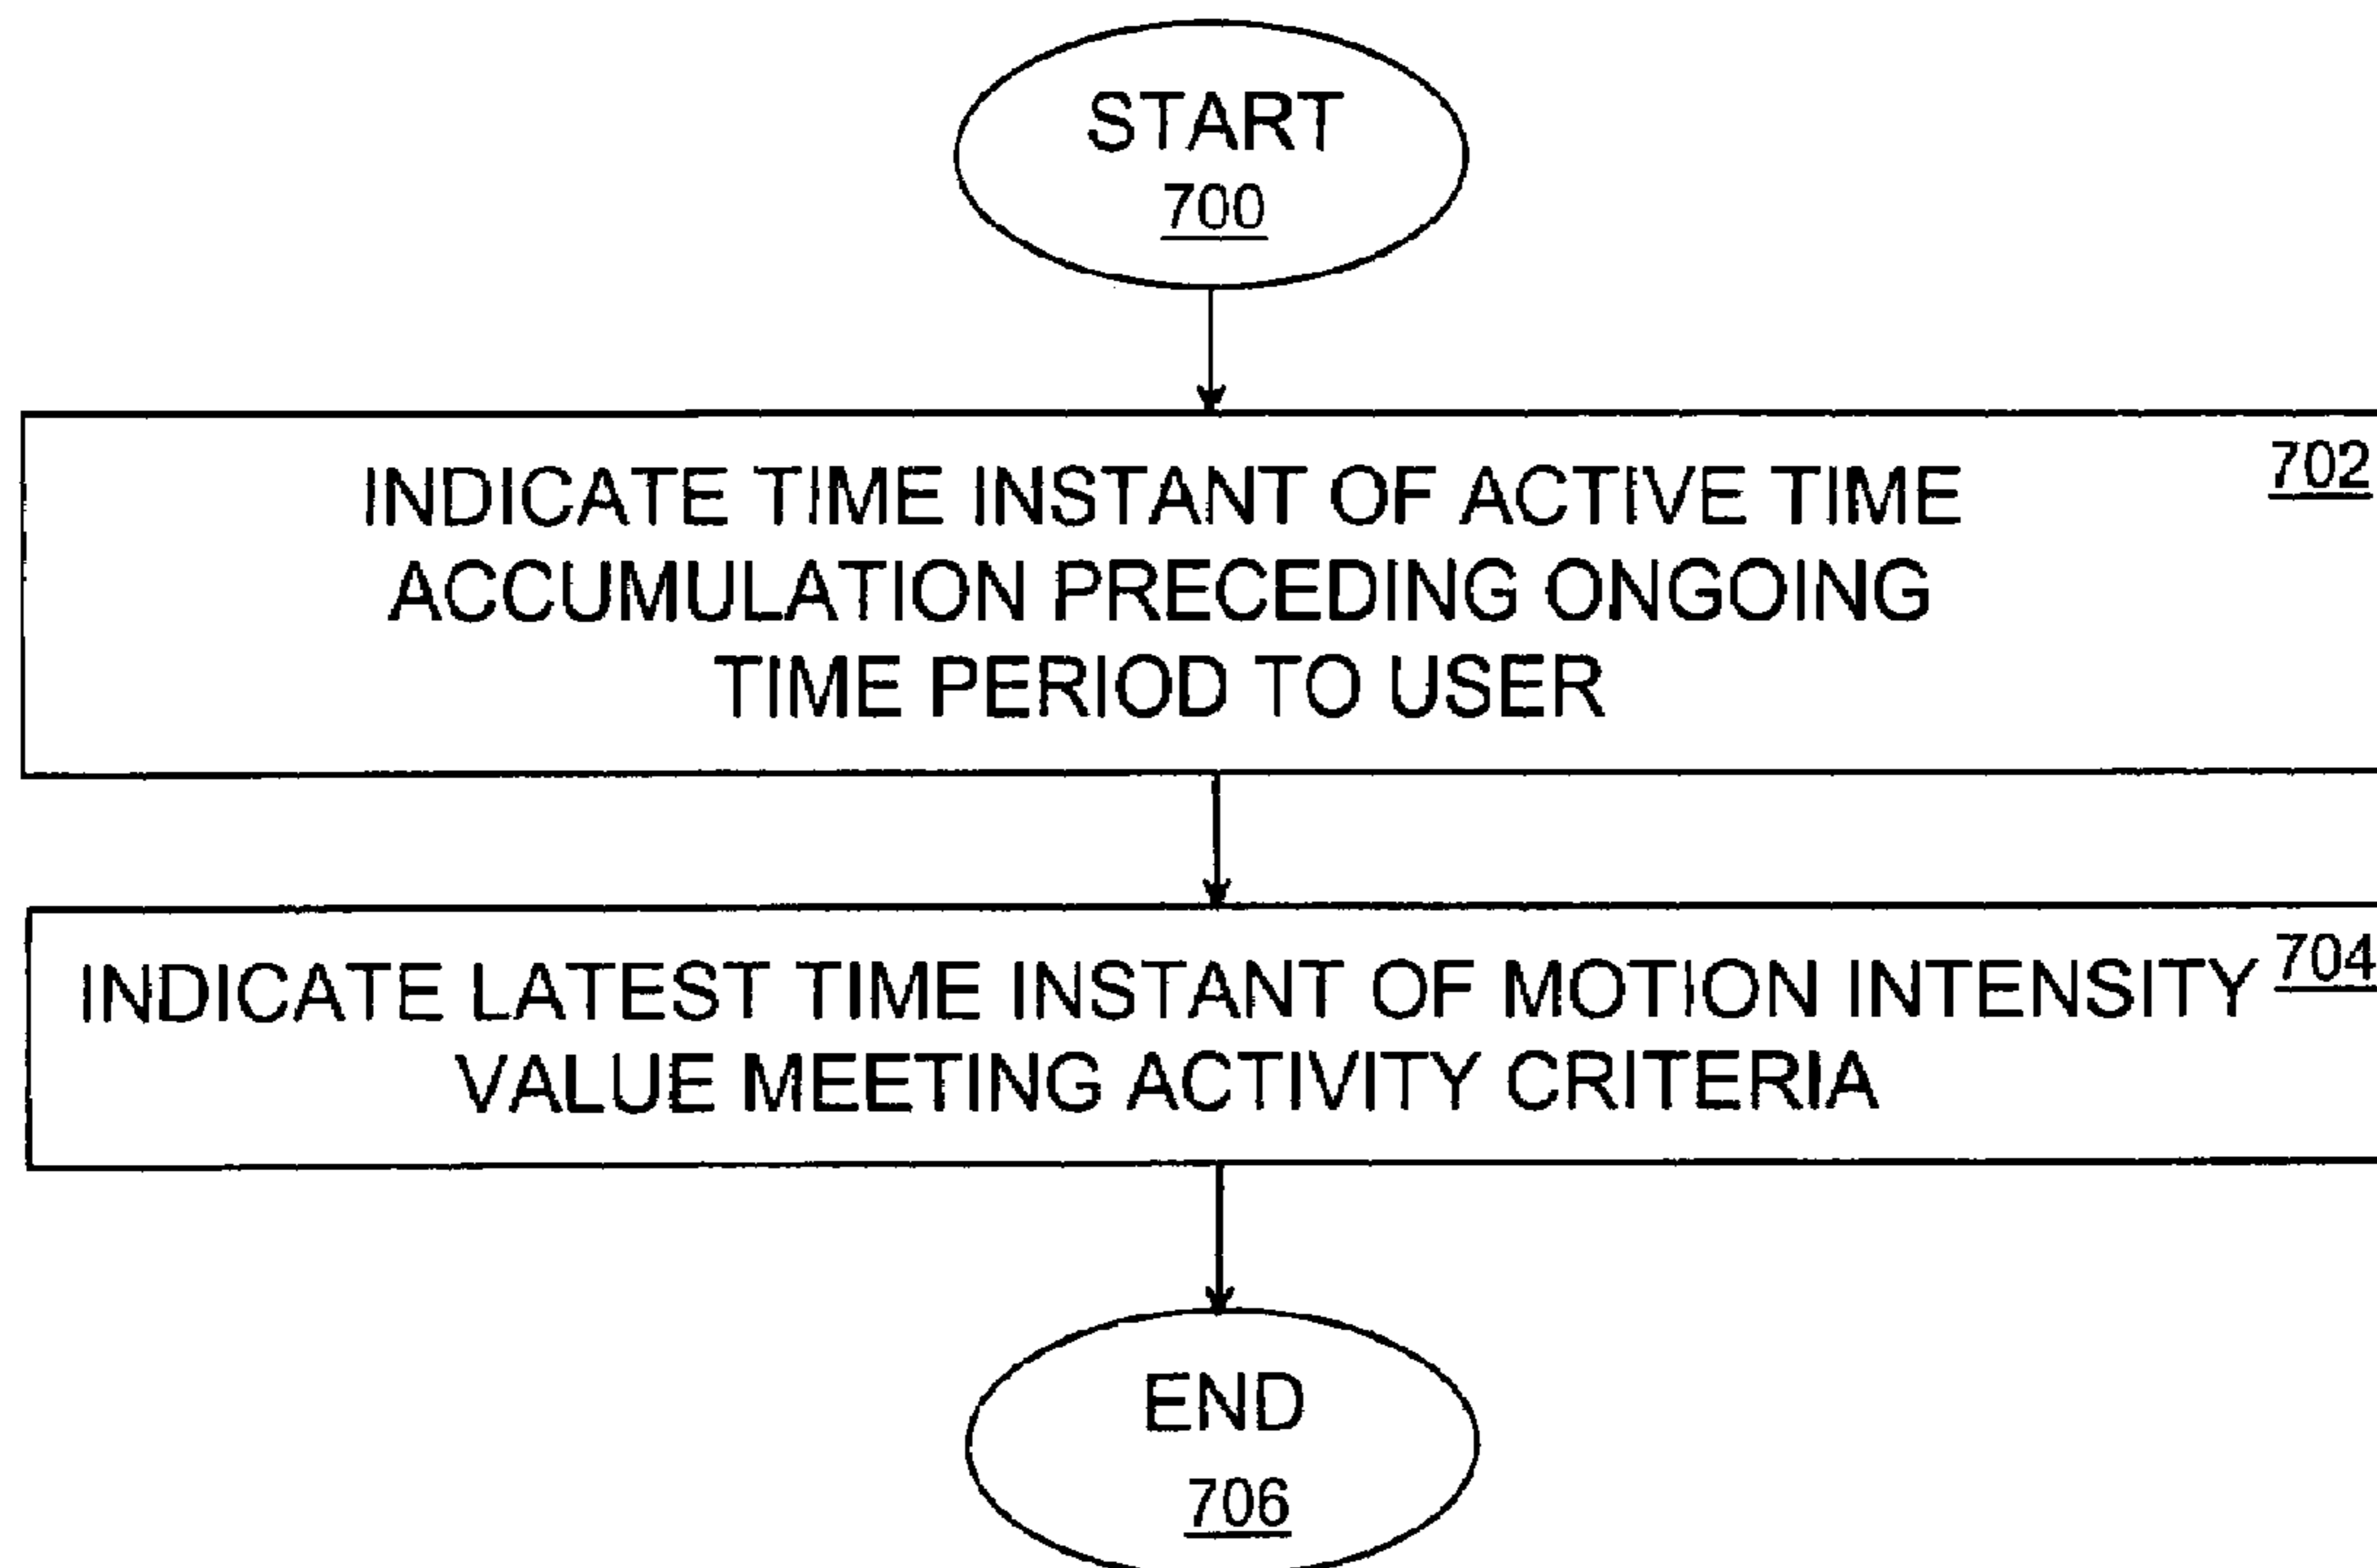 START
700
702
INDICATE TIME INSTANT OF ACTIVE TIME
ACCUMULATION PRECEDING ONGOING
TIME PERIOD TO USER
INDICATE LATEST TIME INSTANT OF MOTION INTENSITY 704
VALUE MEETING ACTIVITY CRITERIA
END
706